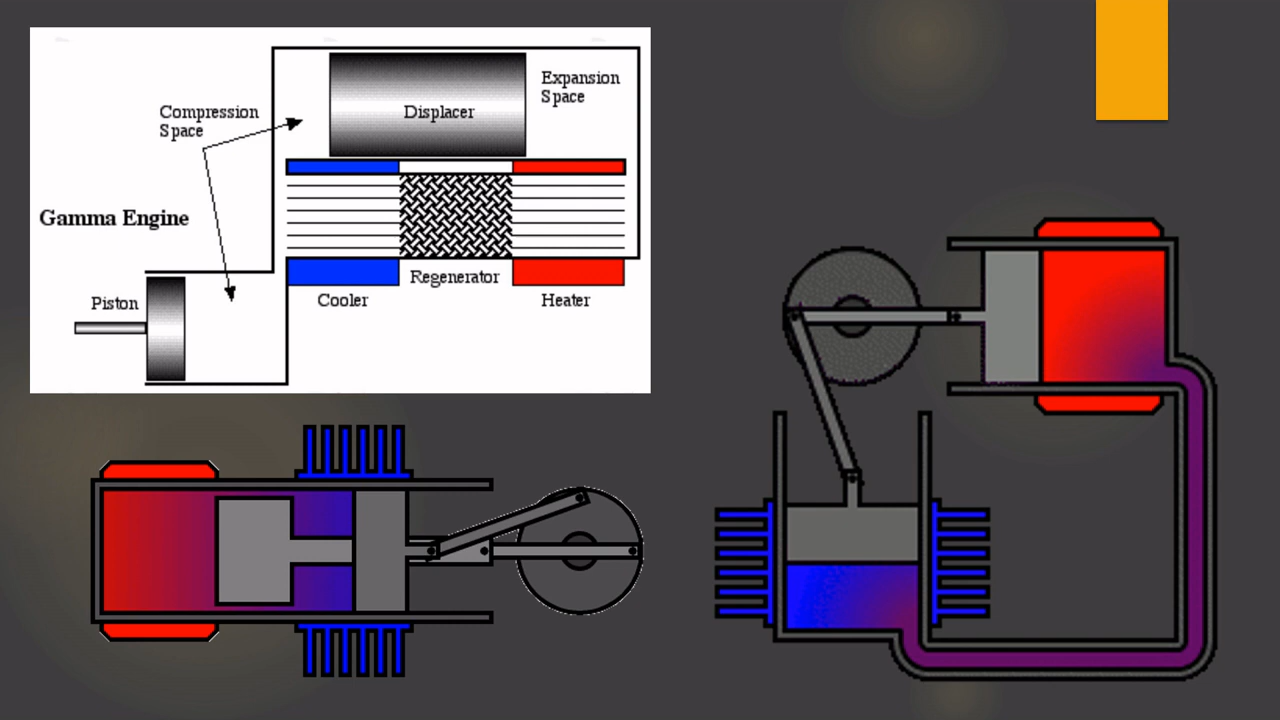 Displacer
Expansion
Space
Compression
Space
Gamma Engine
Regenerator
Piston
Cooler
Heater